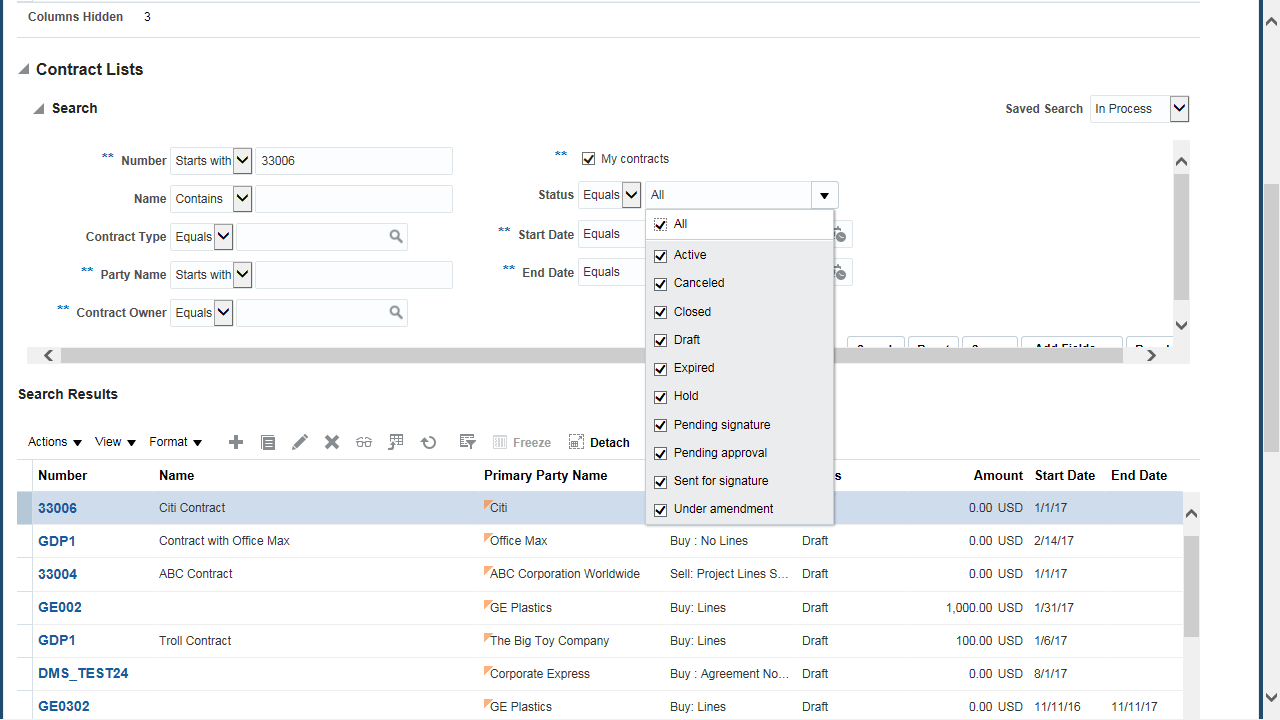 Columns Hidden 3
Contract Lists
Search
Saved Search In Process
** Number Starts with 33006
Name Contains
Contract Type Equals
** Party Name Starts with
** Contract Owner Equals
** My contracts
Status Equals All
** Start Date Equals
** End Date Equals
All
Active
Canceled
Closed
Draft
Expired
Hold
Pending signature
Pending approval
Sent for signature
Under amendment
Add Fields
Search Results
Actions View Format Freeze Detach
Number Name Primary Party Name Amount Start Date End Date
33006 Citi Contract Citi 0.00 USD 1/1/17
GDP1 Contract with Office Max Office Max Buy : No Lines Draft 0.00 USD 2/14/17
33004 ABC Contract ABC Corporation Worldwide Sell: Project Lines S... Draft 0.00 USD 1/1/17
GE002 GE Plastics Buy: Lines Draft 1,000.00 USD 1/31/17
GDP1 Troll Contract The Big Toy Company Buy: Lines Draft 100.00 USD 1/6/17
DMS_TEST24 Corporate Express Buy : Agreement No... Draft 0.00 USD 8/1/17
GE0302 GE Plastics Buy: Lines Draft 0.00 USD 11/11/16 11/11/17